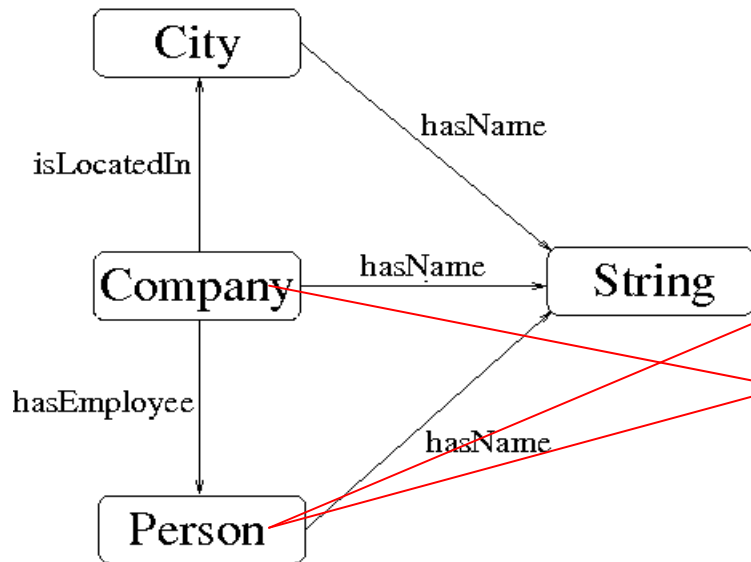 City
hasName
isLocatedIn
Company
hasName
String
hasEmployee
hasName
Person